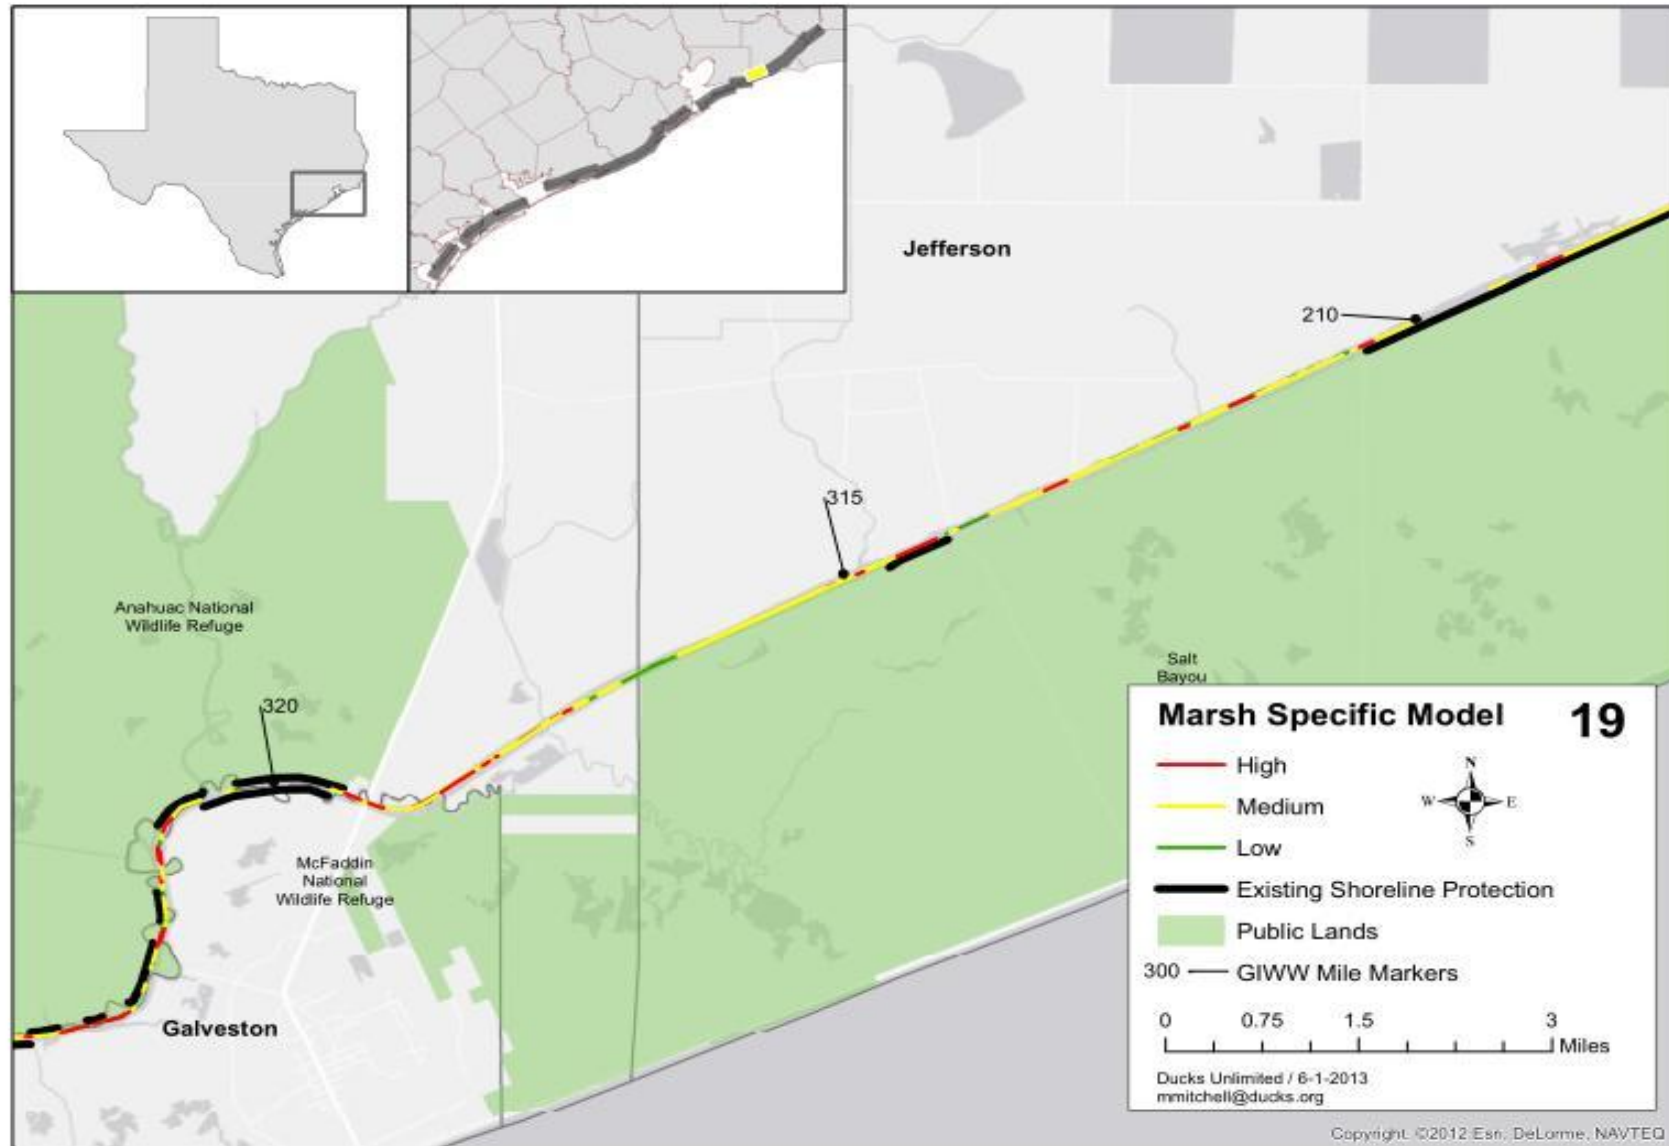 Jefferson
210
315
Anahuac National
Wildlife Refuge
320
Salt
Bayou
McFaddin
National
Wildlife Refuge
Galveston
Marsh Specific Model 19
High
Medium
Low
Existing Shoreline Protection
Public Lands
300 GIWW Mile Markers
N
W E
S
0 0.75 1.5 3
Miles
Ducks Unlimited / 6-1-2013
mmitchell@ducks.org
Copyright: ©2012 Esri, DeLorme, NAVTEQ